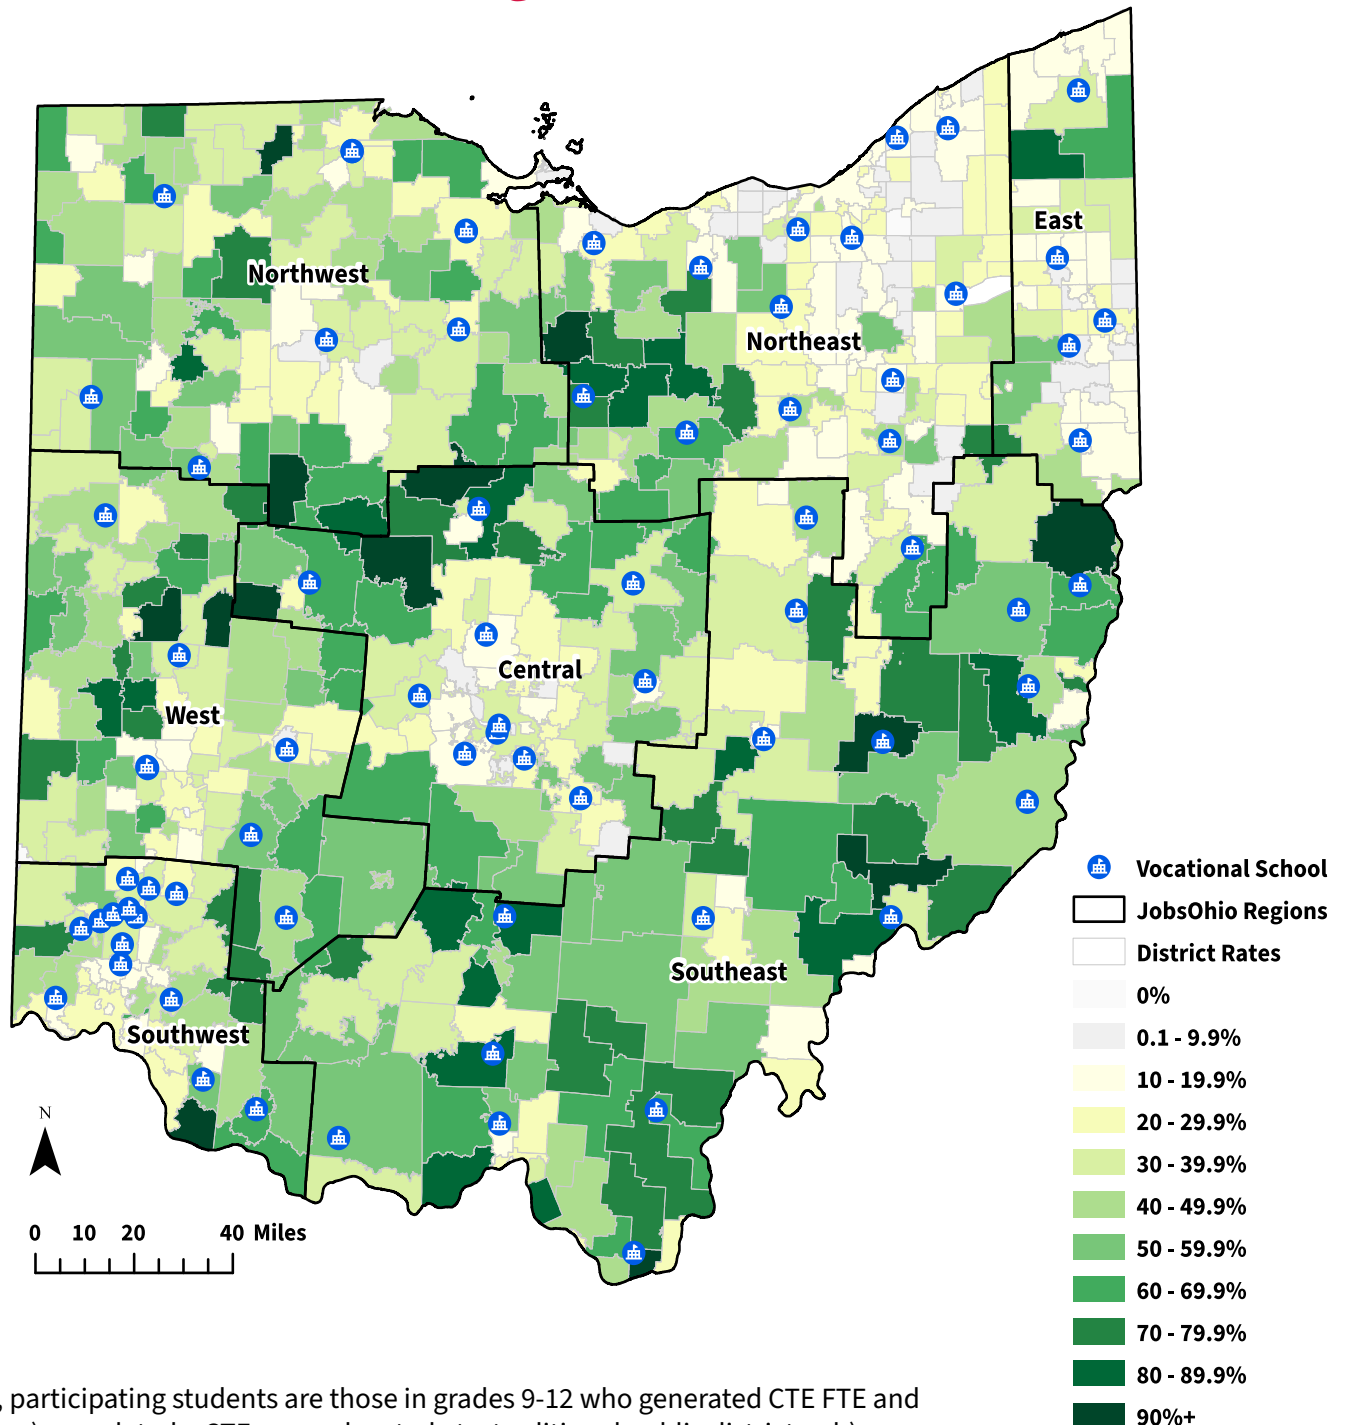 East
Northwest
Northeast
Central
West
Vocational School
JobsOhio Regions
District Rates
Southeast
0%
Southwest
0.1 - 9.9%
10 - 19.9%
N
20 - 29.9%
30 - 39.9%
40 - 49.9%
0 10 20 40 Miles
50 - 59.9%
60 - 69.9%
70 - 79.9%
80 - 89.9%
90%+
, participating students are those in grades 9-12 who generated CTE FTE and